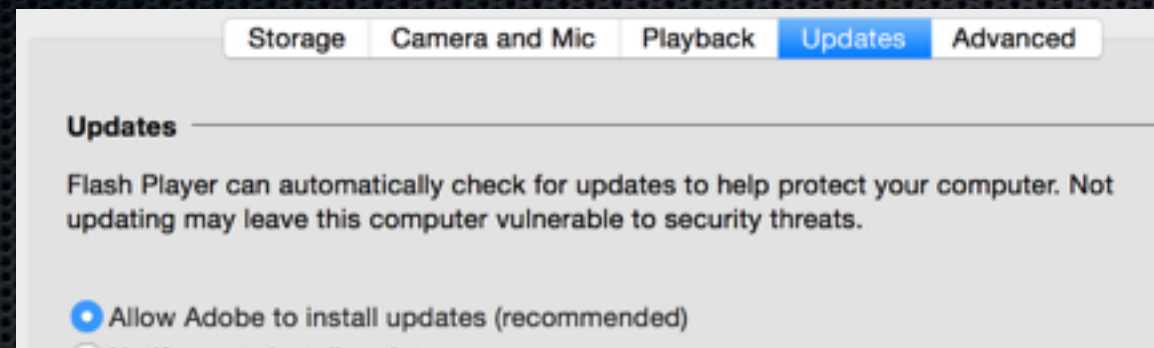 Storage Camera and Mic Playback Updates Advanced
Updates
Flash Player can automatically check for updates to help protect your computer. Not
updating may leave this computer vulnerable to security threats.
Allow Adobe to install updates (recommended)